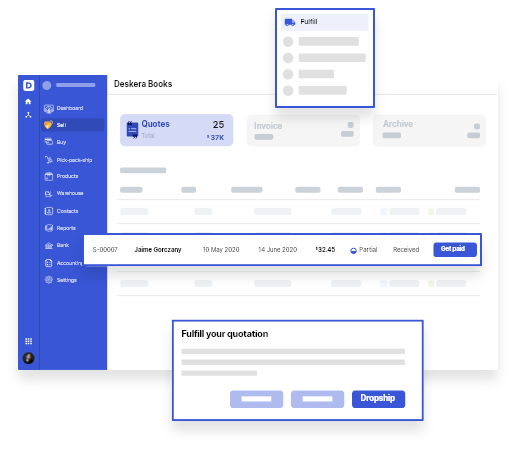 Fulfill
D
Deskera Books
Dashboard
Sell
Buy
Pick-pack-ship
Products
Warehouse
Contacts
Reports
Bank
Accounting
Settings
Quotes 25
Total $37K
Invoice
Archive
S-00007 Jaime Gorczany 10 May 2020 14 June 2020 $32.45 Partial Received Get paid
Fulfill your quotation
Dropship